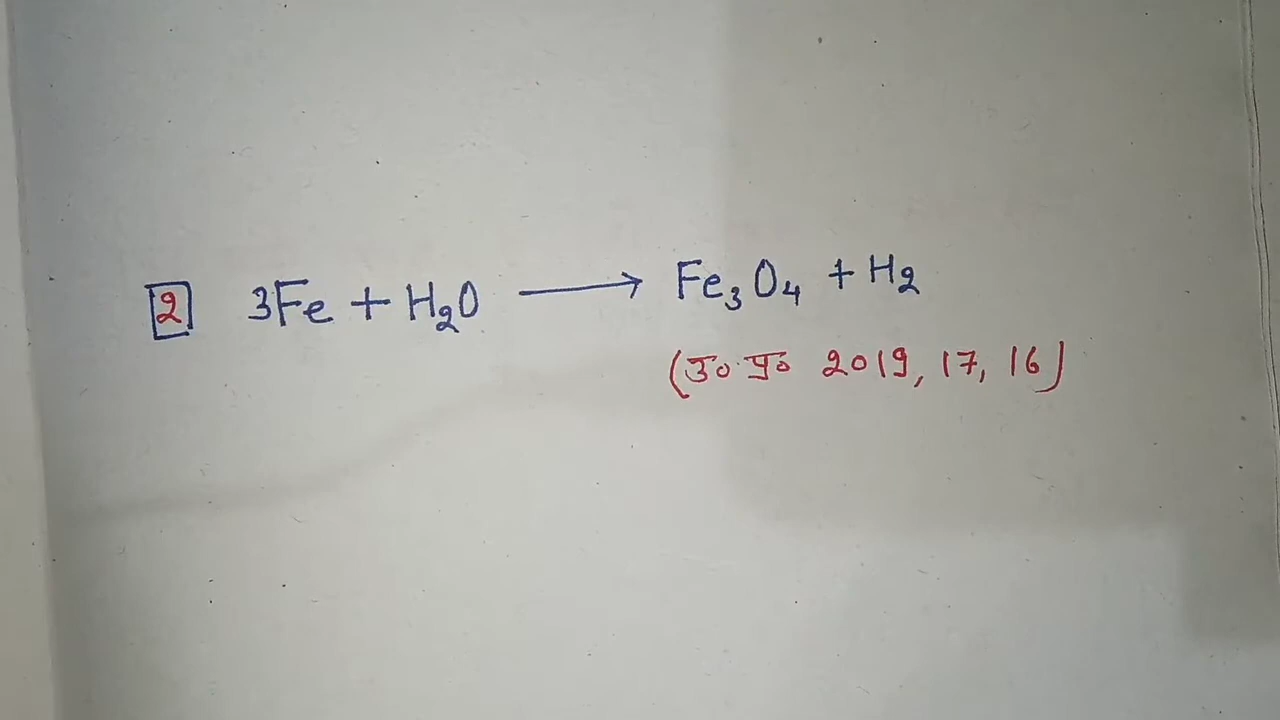 2 3Fe + H₂O ⟶ Fe₃O₄ + H₂
(उ० प्र० 2019, 17, 16)